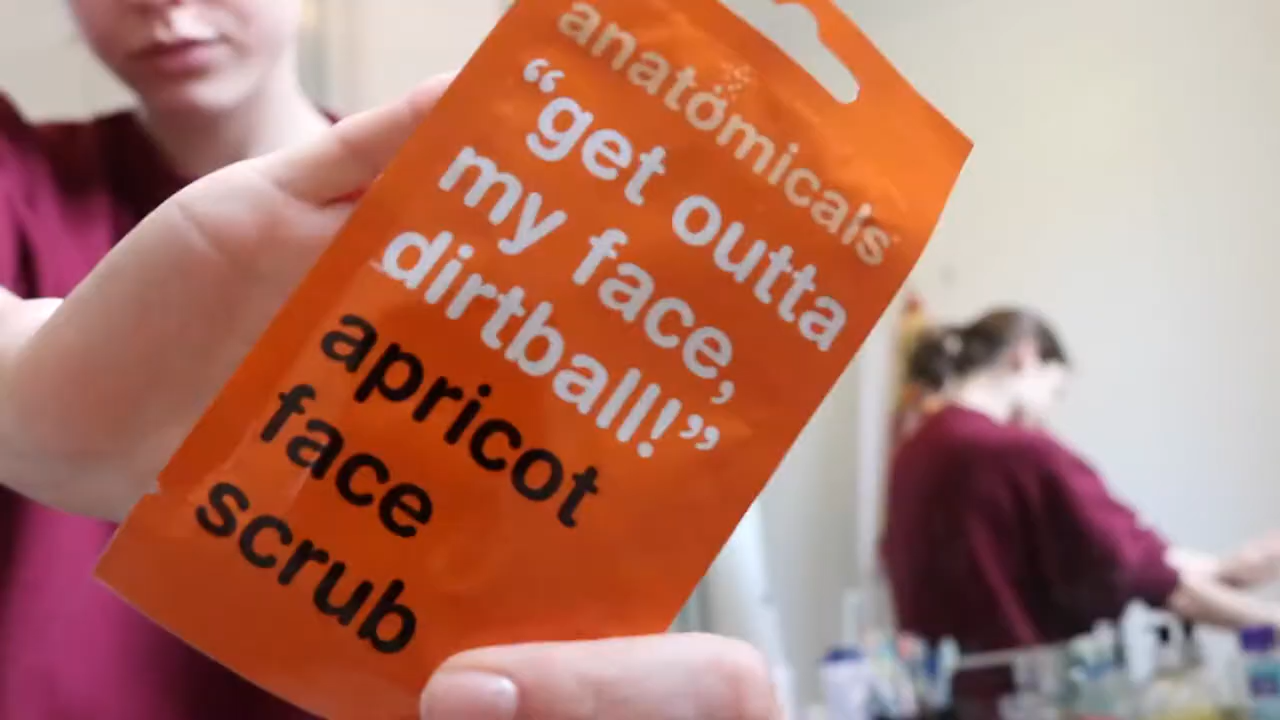 anatomicals
“get outta
my face,
dirtball!”
apricot
face
scrub